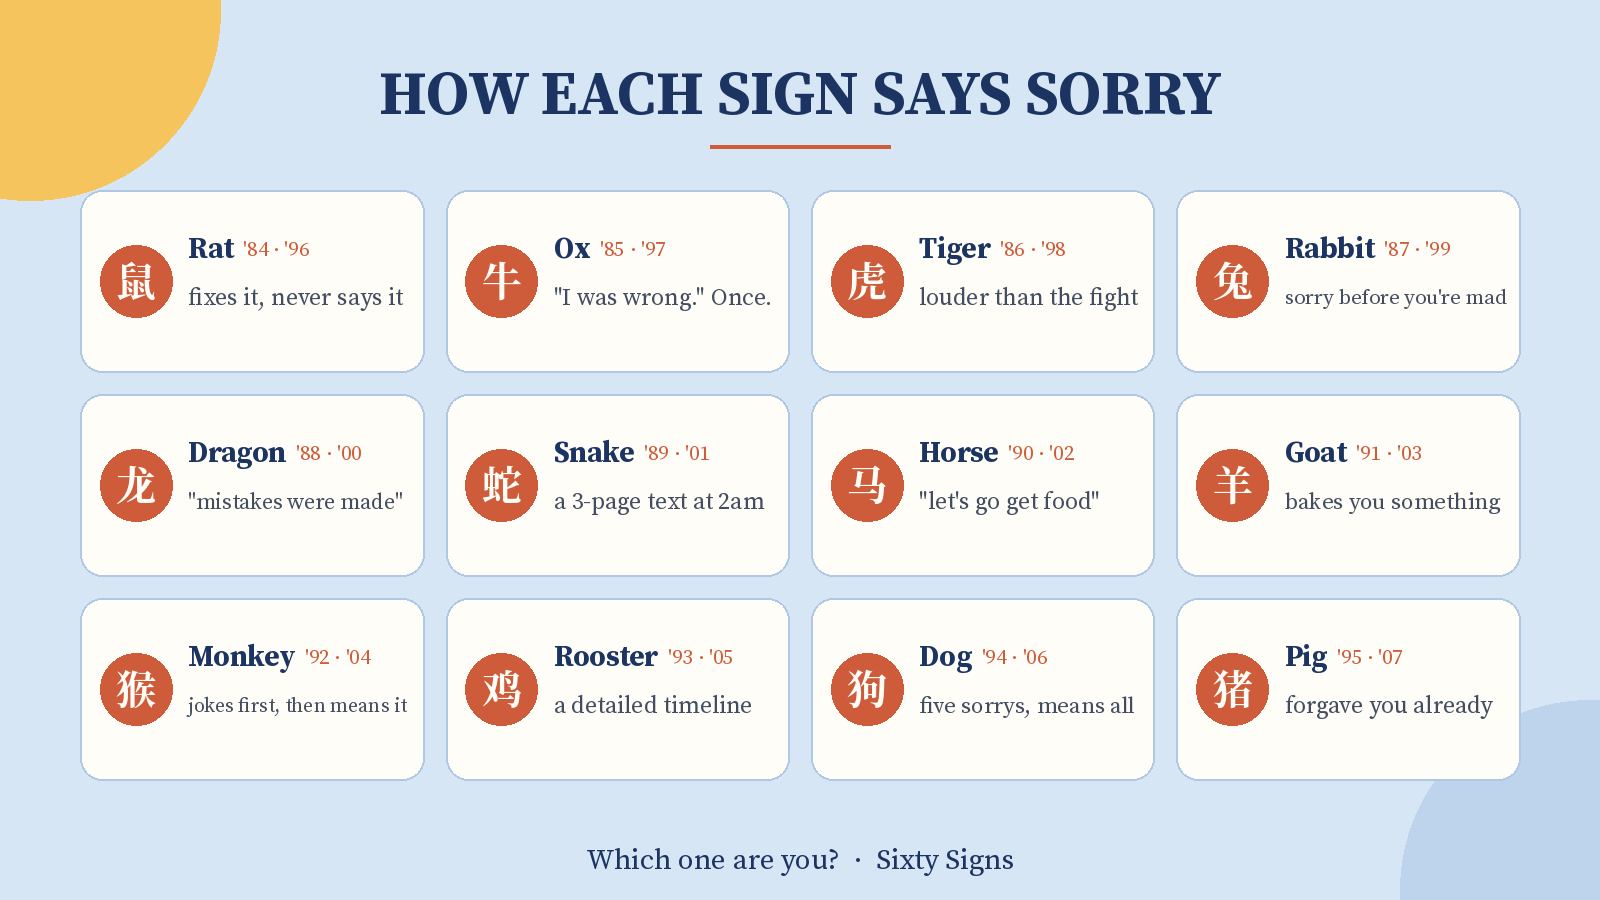 HOW EACH SIGN SAYS SORRY
鼠
Rat '84 · '96
fixes it, never says it
牛
Ox '85 · '97
"I was wrong." Once.
虎
Tiger '86 · '98
louder than the fight
兔
Rabbit '87 · '99
sorry before you're mad
龙
Dragon '88 · '00
"mistakes were made"
蛇
Snake '89 · '01
a 3-page text at 2am
马
Horse '90 · '02
"let's go get food"
羊
Goat '91 · '03
bakes you something
猴
Monkey '92 · '04
jokes first, then means it
鸡
Rooster '93 · '05
a detailed timeline
狗
Dog '94 · '06
five sorrys, means all
猪
Pig '95 · '07
forgave you already
Which one are you? · Sixty Signs